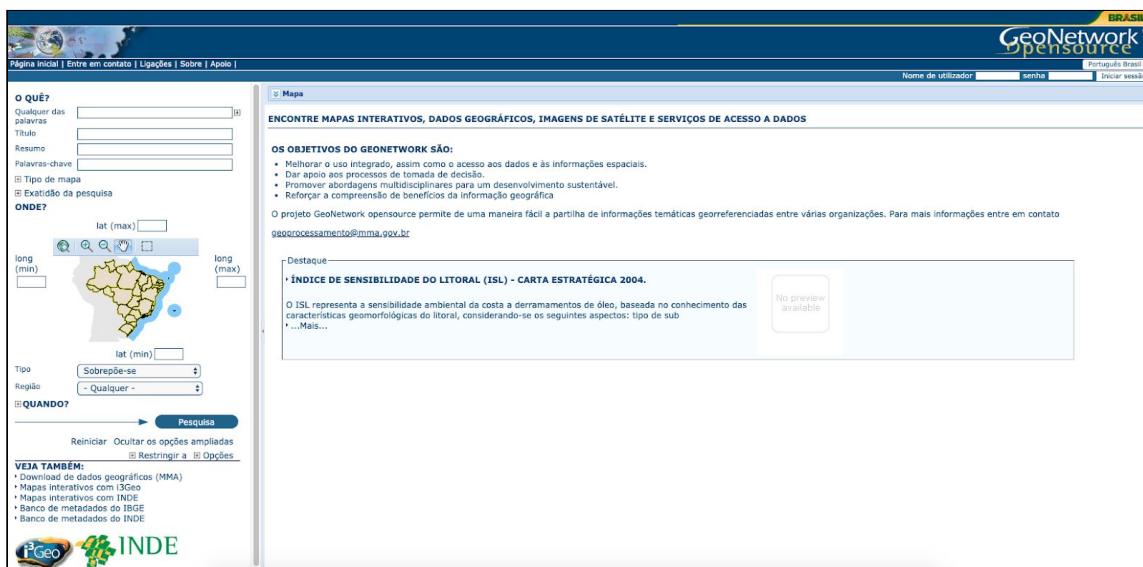 BRASIL
GeoNetwork
Opensource
Página inicial | Entre em contato | Ligações | Sobre | Apoio |
Português Brasil
Nome de utilizador senha Iniciar sessã
O QUÊ?
Qualquer das
palavras
Título
Resumo
Palavras-chave
Tipo de mapa
Exatidão da pesquisa
ONDE?
lat (max)
long
(min)
long
(max)
lat (min)
Tipo Sobrepõe-se
Região - Qualquer -
QUANDO?
Pesquisa
Reiniciar Ocultar os opções ampliadas
Restringir a Opções
VEJA TAMBÉM:
Download de dados geográficos (MMA)
Mapas interativos com i3Geo
Mapas interativos com INDE
Banco de metadados do IBGE
Banco de metadados do INDE
i3Geo INDE
Mapa
ENCONTRE MAPAS INTERATIVOS, DADOS GEOGRÁFICOS, IMAGENS DE SATÉLITE E SERVIÇOS DE ACESSO A DADOS
OS OBJETIVOS DO GEONETWORK SÃO:
• Melhorar o uso integrado, assim como o acesso aos dados e às informações espaciais.
• Dar apoio aos processos de tomada de decisão.
• Promover abordagens multidisciplinares para um desenvolvimento sustentável.
• Reforçar a compreensão de benefícios da informação geográfica
O projeto GeoNetwork opensource permite de uma maneira fácil a partilha de informações temáticas georreferenciadas entre várias organizações. Para mais informações entre em contato
geoprocessamento@mma.gov.br
Destaque
ÍNDICE DE SENSIBILIDADE DO LITORAL (ISL) - CARTA ESTRATÉGICA 2004.
O ISL representa a sensibilidade ambiental da costa a derramamentos de óleo, baseada no conhecimento das
características geomorfológicas do litoral, considerando-se os seguintes aspectos: tipo de sub
...Mais...
No preview
available